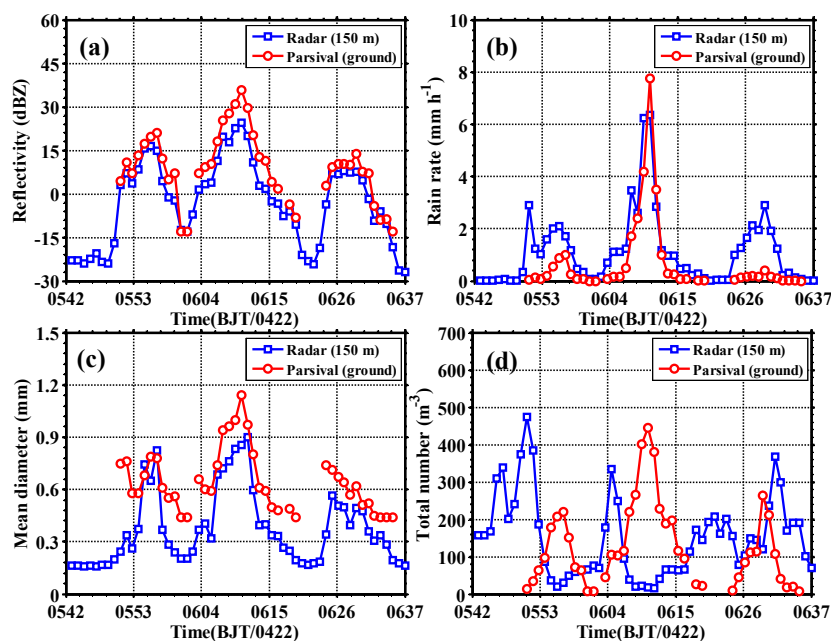 (a)
Radar (150 m)
Parsival (ground)
Reflectivity (dBZ)
60
45
30
15
0
-15
-30
0542 0553 0604 0615 0626 0637
Time(BJT/0422)
(b)
Radar (150 m)
Parsival (ground)
Rain rate (mm h-1)
10
8
6
4
2
0
0542 0553 0604 0615 0626 0637
Time(BJT/0422)
(c)
Radar (150 m)
Parsival (ground)
Mean diameter (mm)
1.5
1.2
0.9
0.6
0.3
0
0542 0553 0604 0615 0626 0637
Time(BJT/0422)
(d)
Radar (150 m)
Parsival (ground)
Total number (m-3)
700
600
500
400
300
200
100
0
0542 0553 0604 0615 0626 0637
Time(BJT/0422)